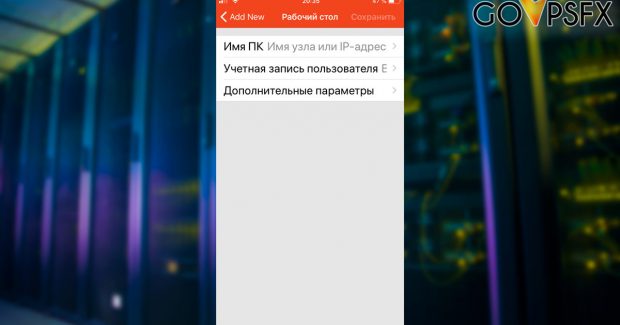 GOVPSFX
20:35
67 %
Add New
Рабочий стол
Сохранить
Имя ПК Имя узла или IP-адрес
Учетная запись пользователя
Дополнительные параметры